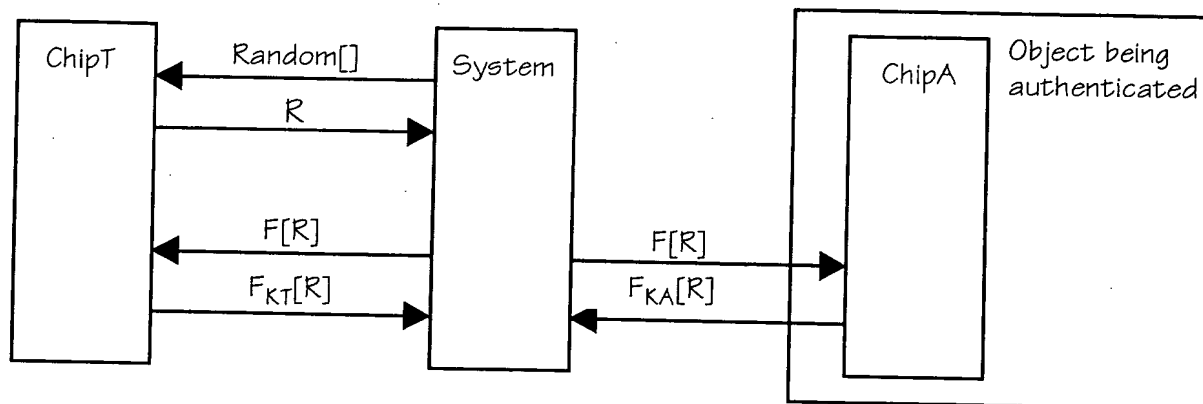 ChipT
Random[]
System
R
F[R]
F_KT[R]
F[R]
F_KA[R]
ChipA
Object being
authenticated